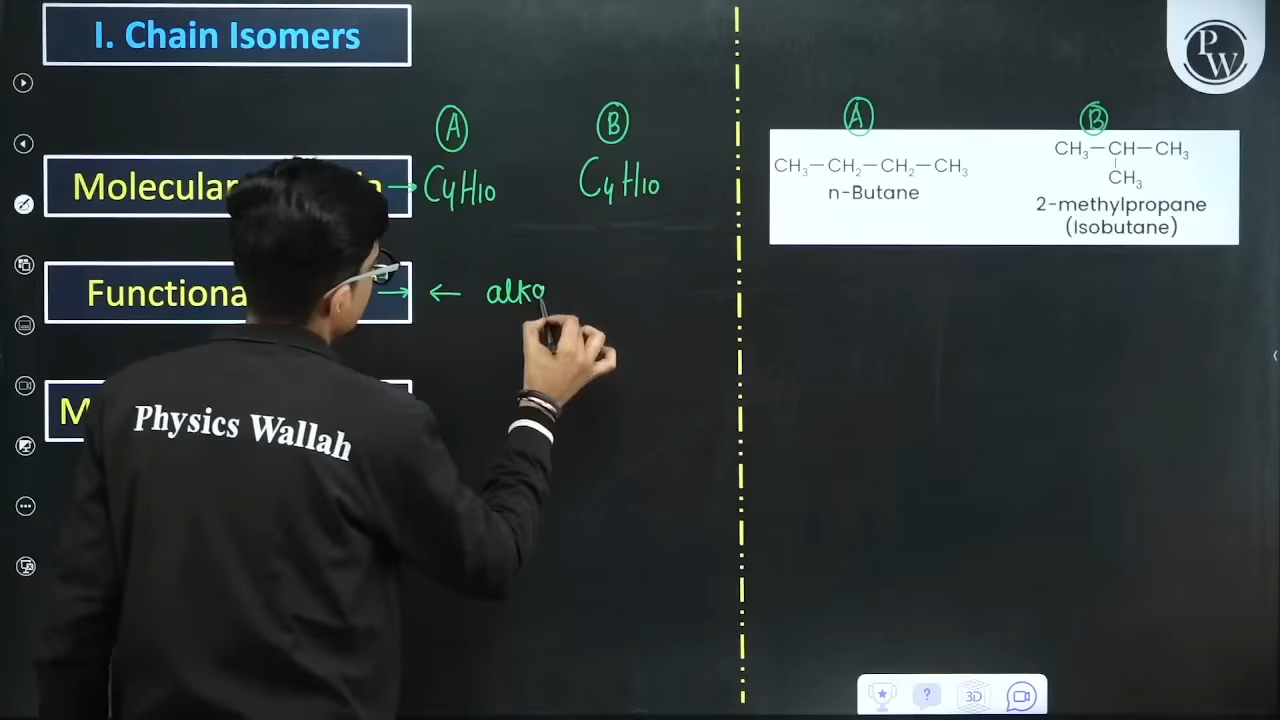 I. Chain Isomers
PW
A B
Molecular → C4H10 C4H10
Functiona → ← alka
M
Physics Wallah
A B
CH₃—CH₂—CH₂—CH₃
n-Butane
CH₃—CH—CH₃
CH₃
2-methylpropane
(Isobutane)
?
3D